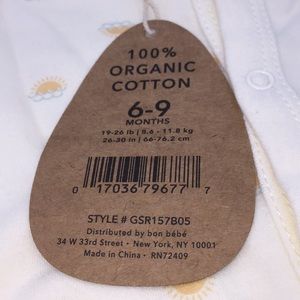 100%
ORGANIC
COTTON
6-9
MONTHS
19-26 lb | 8.6 - 11.8 kg
26-30 in | 66-76.2 cm
0 17036 79677 7
STYLE # GSR157B05
Distributed by bon bébé
34 W 33rd Street • New York, NY 10001
Made in China • RN72409